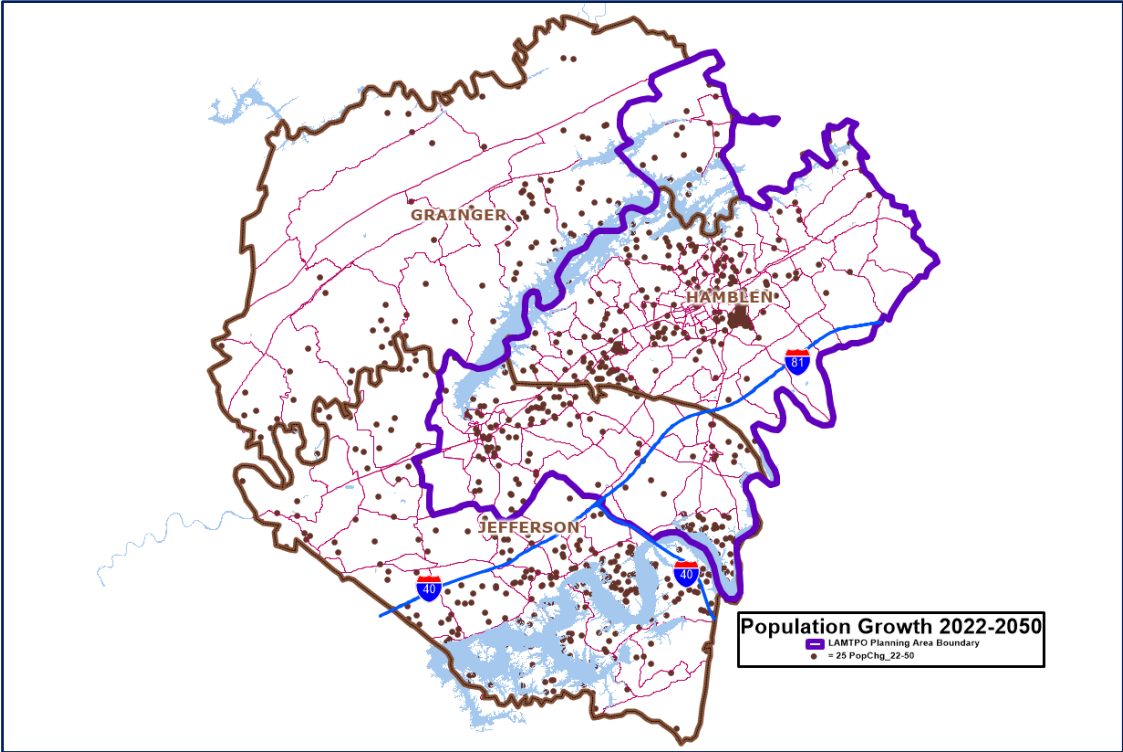 GRAINGER
HAMBLEN
81
JEFFERSON
40
40
Population Growth 2022-2050
LAMTPO Planning Area Boundary
= 25 PopChg_22-50